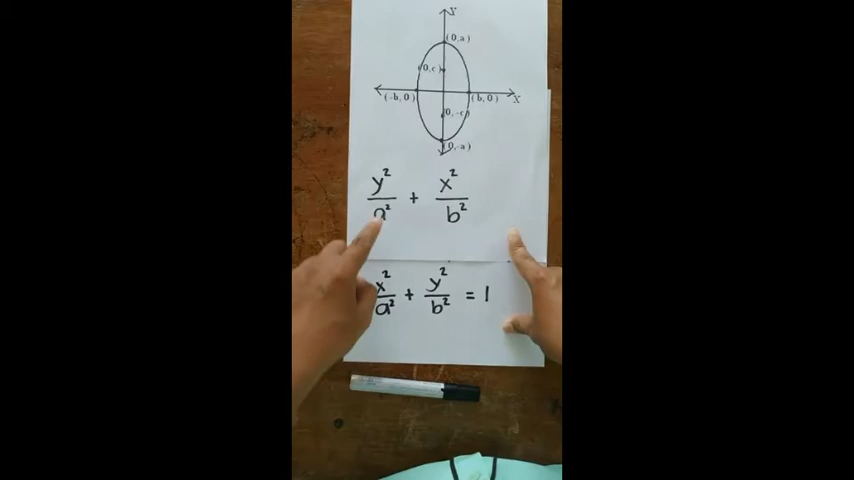 Y
(0,a)
(0,c)
(-b,0) (b,0) X
(0,-c)
(0,-a)
y²/a² + x²/b²
x²/a² + y²/b² = 1